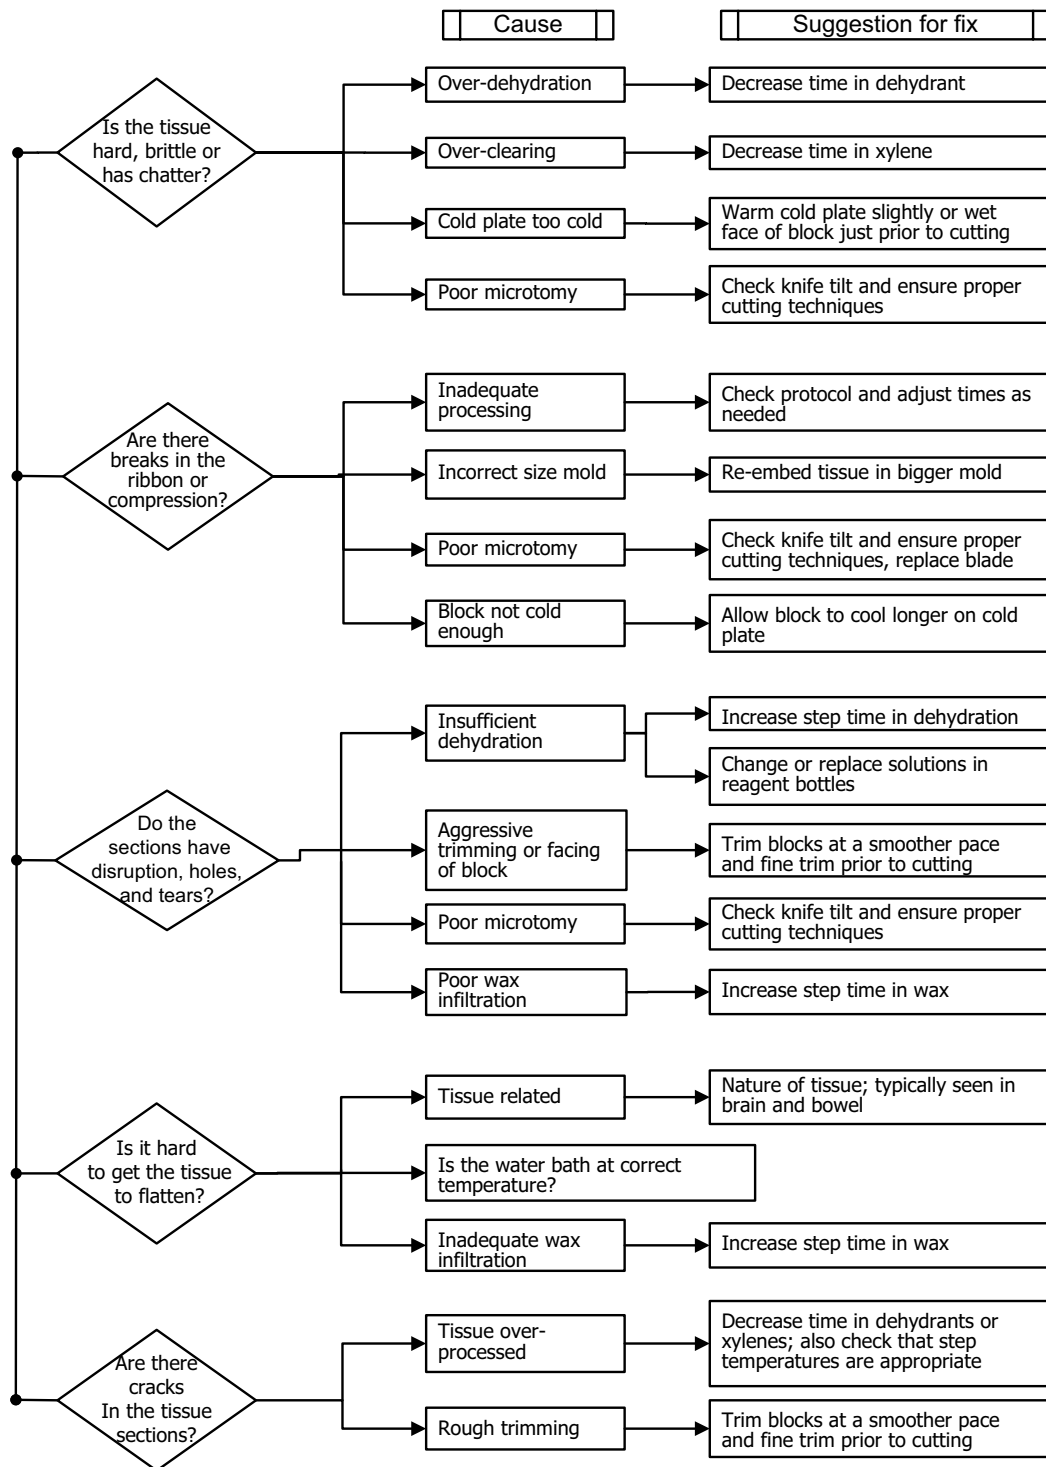 Cause
Suggestion for fix
Is the tissue
hard, brittle or
has chatter?
Over-dehydration
Decrease time in dehydrant
Over-clearing
Decrease time in xylene
Cold plate too cold
Warm cold plate slightly or wet
face of block just prior to cutting
Poor microtomy
Check knife tilt and ensure proper
cutting techniques
Are there
breaks in the
ribbon or
compression?
Inadequate
processing
Check protocol and adjust times as
needed
Incorrect size mold
Re-embed tissue in bigger mold
Poor microtomy
Check knife tilt and ensure proper
cutting techniques, replace blade
Block not cold
enough
Allow block to cool longer on cold
plate
Do the
sections have
disruption, holes,
and tears?
Insufficient
dehydration
Increase step time in dehydration
Change or replace solutions in
reagent bottles
Aggressive
trimming or facing
of block
Trim blocks at a smoother pace
and fine trim prior to cutting
Poor microtomy
Check knife tilt and ensure proper
cutting techniques
Poor wax
infiltration
Increase step time in wax
Is it hard
to get the tissue
to flatten?
Tissue related
Nature of tissue; typically seen in
brain and bowel
Is the water bath at correct
temperature?
Inadequate wax
infiltration
Increase step time in wax
Are there
cracks
In the tissue
sections?
Tissue over-
processed
Decrease time in dehydrants or
xylenes; also check that step
temperatures are appropriate
Rough trimming
Trim blocks at a smoother pace
and fine trim prior to cutting